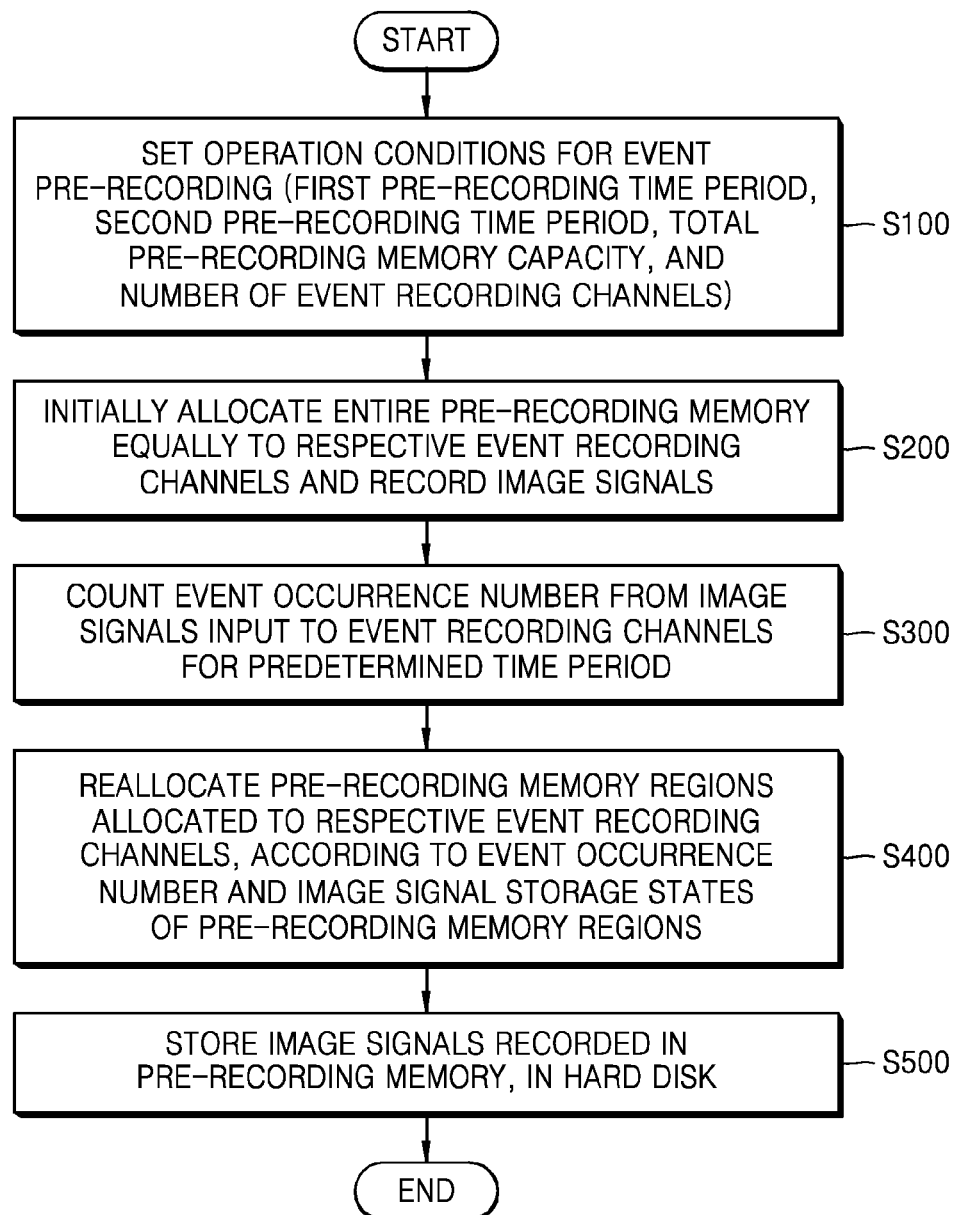 START
SET OPERATION CONDITIONS FOR EVENT
PRE-RECORDING (FIRST PRE-RECORDING TIME PERIOD,
SECOND PRE-RECORDING TIME PERIOD, TOTAL
PRE-RECORDING MEMORY CAPACITY, AND
NUMBER OF EVENT RECORDING CHANNELS)
S100
INITIALLY ALLOCATE ENTIRE PRE-RECORDING MEMORY
EQUALLY TO RESPECTIVE EVENT RECORDING
CHANNELS AND RECORD IMAGE SIGNALS
S200
COUNT EVENT OCCURRENCE NUMBER FROM IMAGE
SIGNALS INPUT TO EVENT RECORDING CHANNELS
FOR PREDETERMINED TIME PERIOD
S300
REALLOCATE PRE-RECORDING MEMORY REGIONS
ALLOCATED TO RESPECTIVE EVENT RECORDING
CHANNELS, ACCORDING TO EVENT OCCURRENCE
NUMBER AND IMAGE SIGNAL STORAGE STATES
OF PRE-RECORDING MEMORY REGIONS
S400
STORE IMAGE SIGNALS RECORDED IN
PRE-RECORDING MEMORY, IN HARD DISK
S500
END